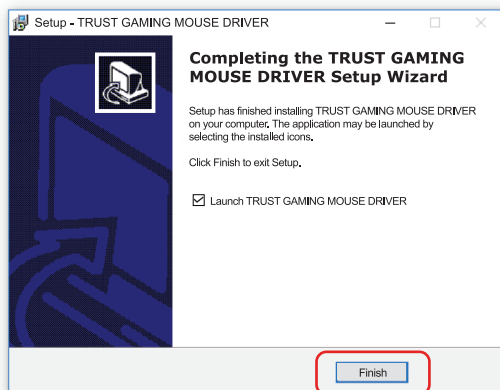 Setup - TRUST GAMING MOUSE DRIVER
Completing the TRUST GAMING
MOUSE DRIVER Setup Wizard
Setup has finished installing TRUST GAMING MOUSE DRIVER
on your computer. The application may be launched by
selecting the installed icons.
Click Finish to exit Setup.
Launch TRUST GAMING MOUSE DRIVER
Finish